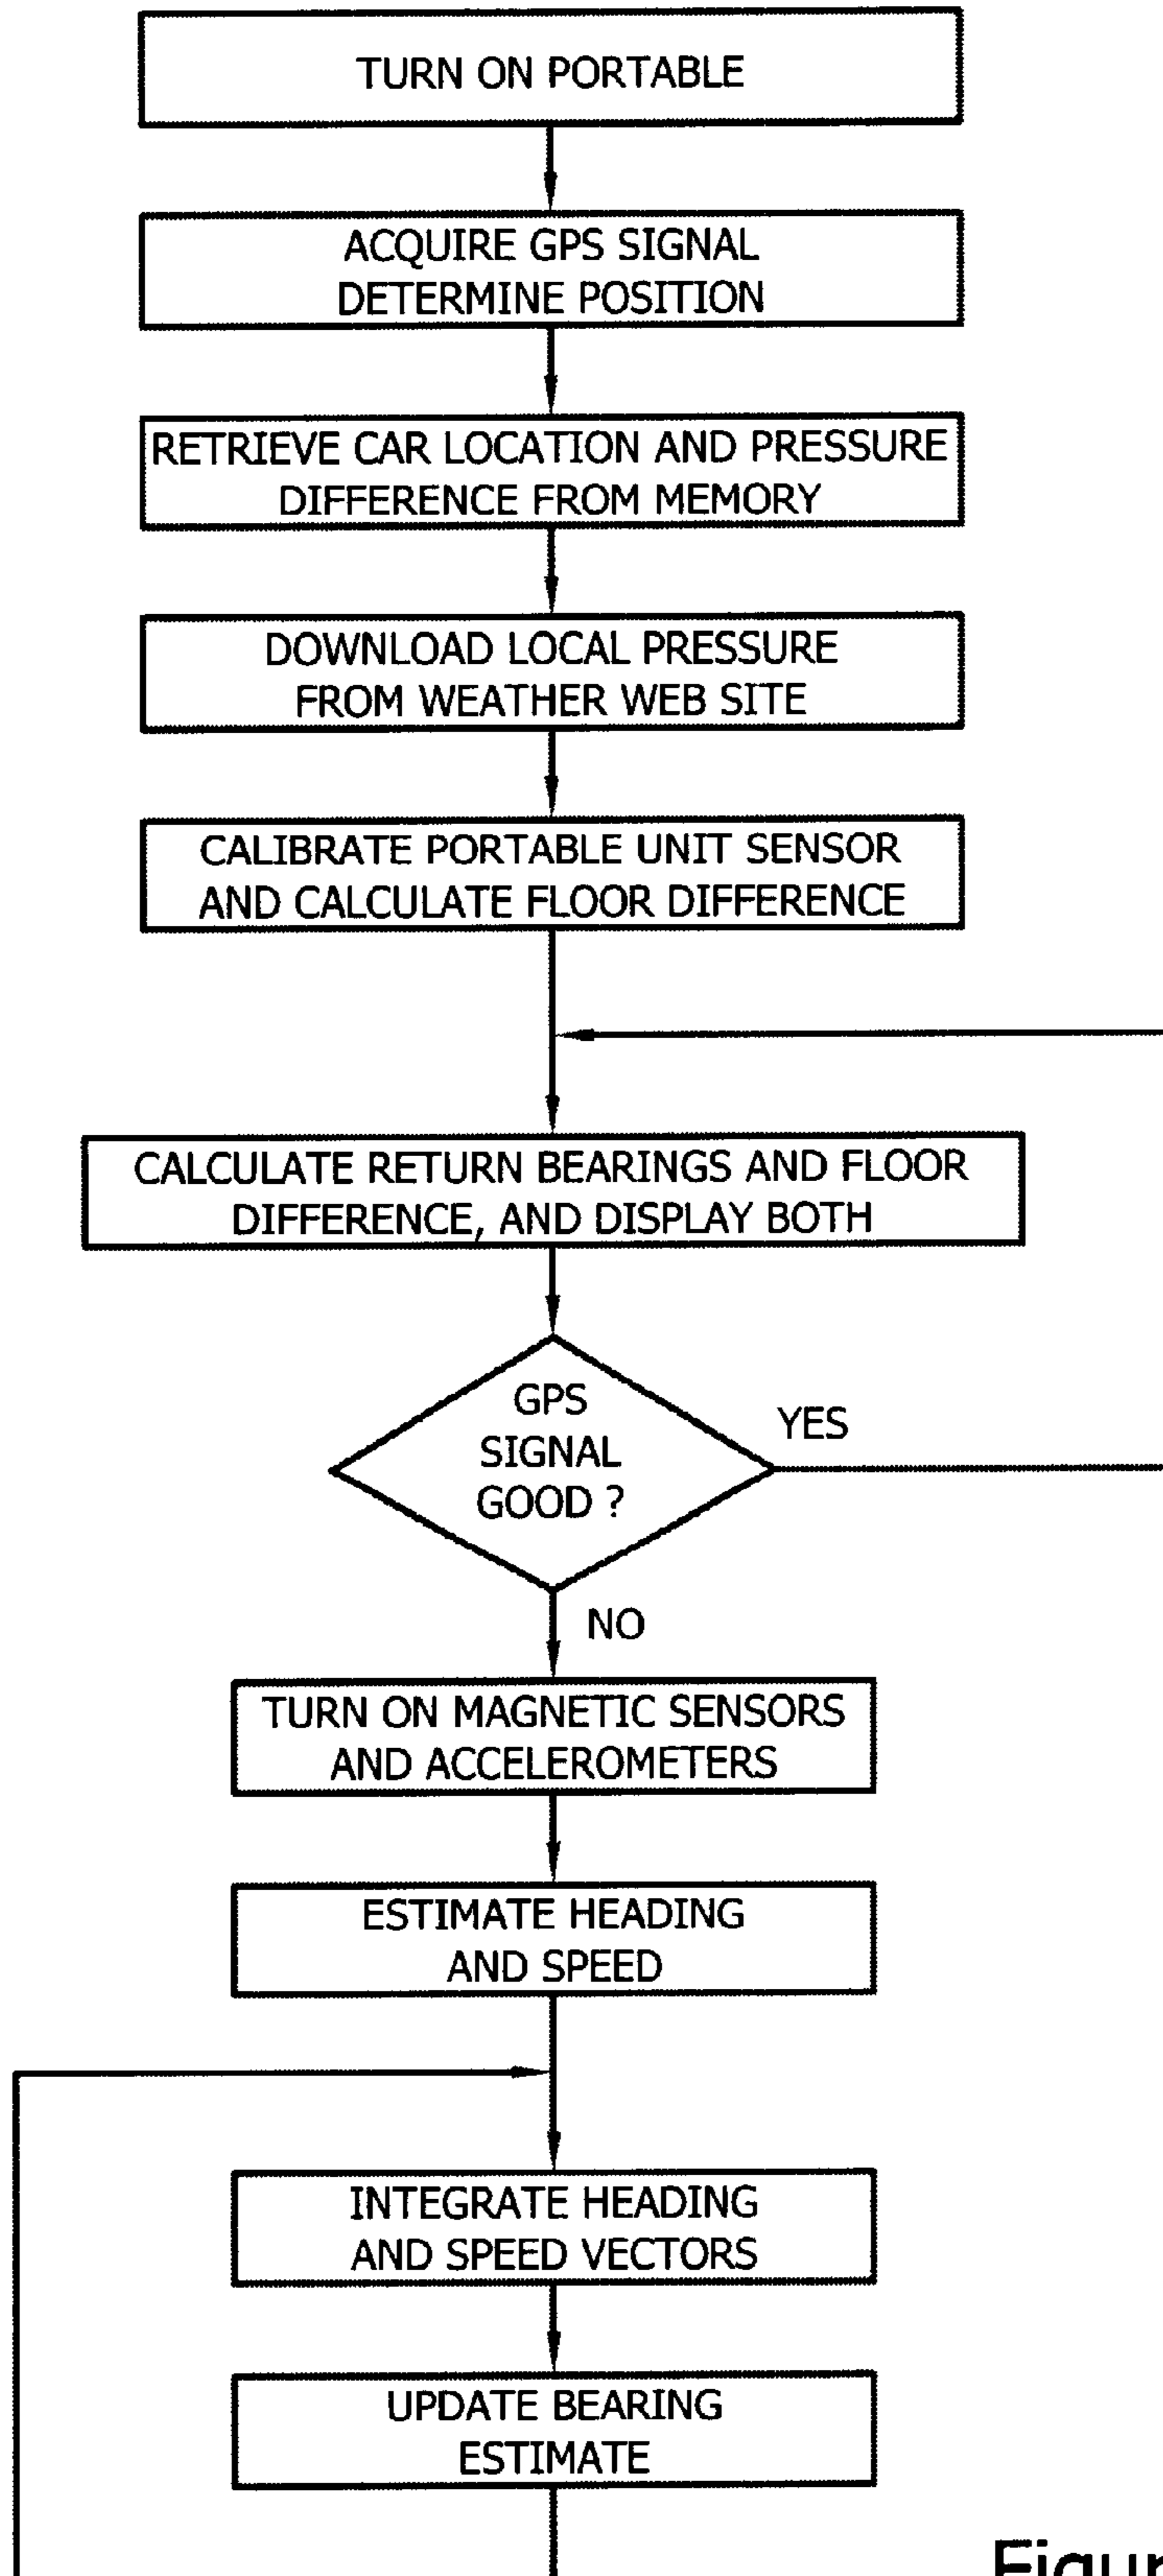 TURN ON PORTABLE
ACQUIRE GPS SIGNAL
DETERMINE POSITION
RETRIEVE CAR LOCATION AND PRESSURE
DIFFERENCE FROM MEMORY
DOWNLOAD LOCAL PRESSURE
FROM WEATHER WEB SITE
CALIBRATE PORTABLE UNIT SENSOR
AND CALCULATE FLOOR DIFFERENCE
CALCULATE RETURN BEARINGS AND FLOOR
DIFFERENCE, AND DISPLAY BOTH
GPS
SIGNAL
GOOD ?
YES
NO
TURN ON MAGNETIC SENSORS
AND ACCELEROMETERS
ESTIMATE HEADING
AND SPEED
INTEGRATE HEADING
AND SPEED VECTORS
UPDATE BEARING
ESTIMATE